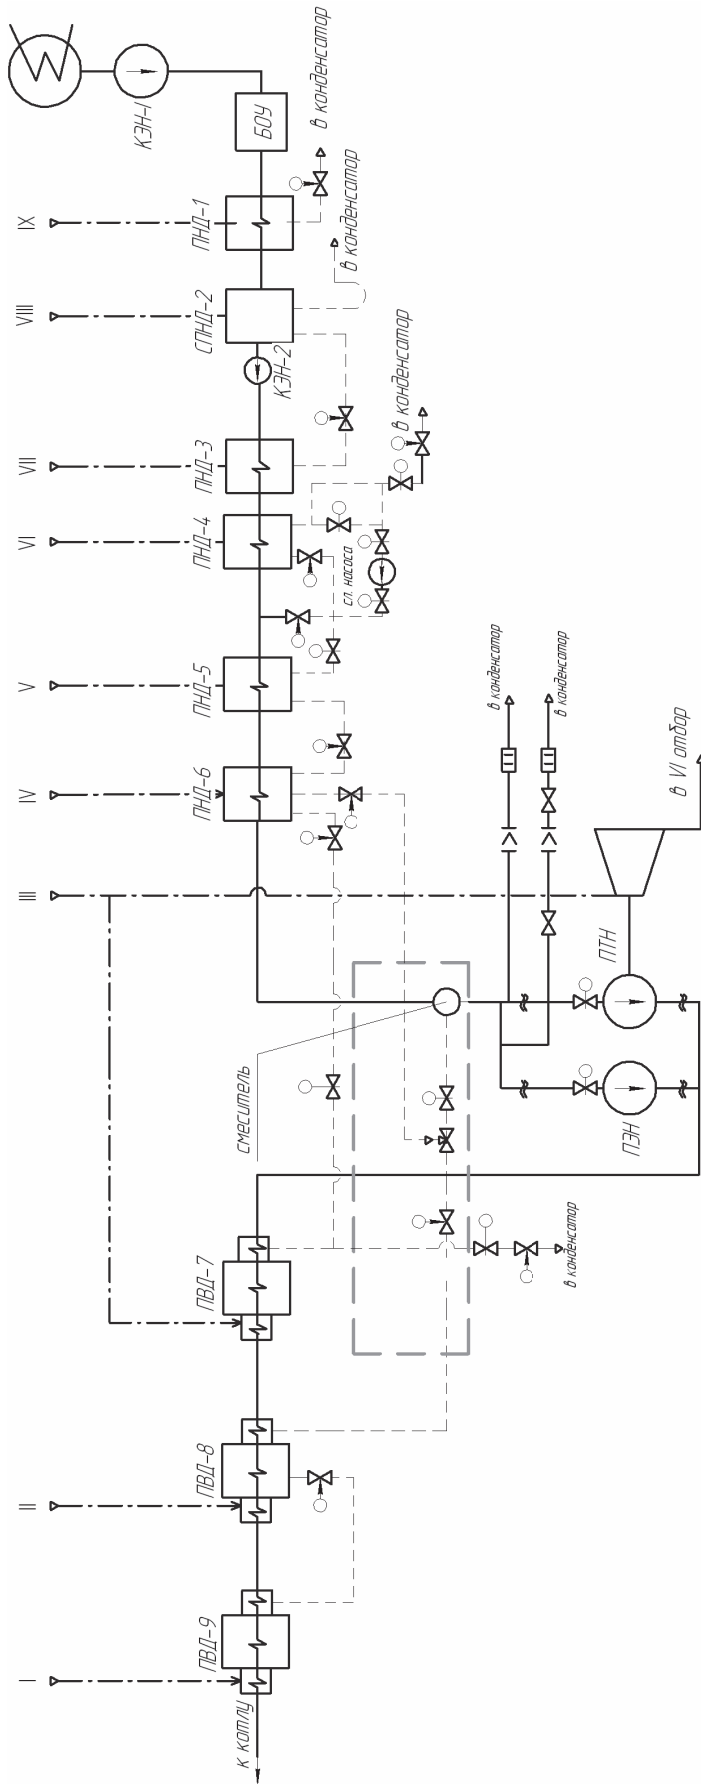 КЭН-I
БОУ
в конденсатор
IX
ПНД-1
в конденсатор
VIII
СПНД-2
КЭН-2
в конденсатор
VII
ПНД-3
VI
ПНД-4
сл. насоса
V
ПНД-5
в конденсатор
в конденсатор
IV
ПНД-6
в VI отбор
III
ПТН
смеситель
ПЭН
ПВД-7
в конденсатор
II
ПВД-8
I
ПВД-9
к котлу